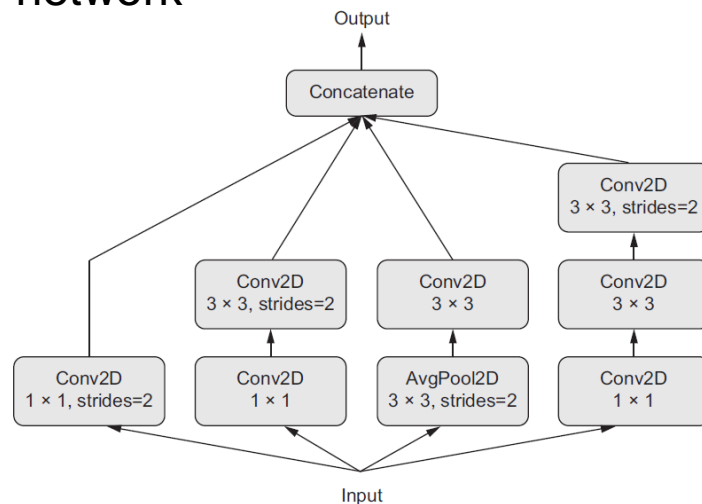 network
Output
Concatenate
Conv2D
3 × 3, strides=2
Conv2D
3 × 3, strides=2
Conv2D
3 × 3
Conv2D
3 × 3
Conv2D
1 × 1, strides=2
Conv2D
1 × 1
AvgPool2D
3 × 3, strides=2
Conv2D
1 × 1
Input